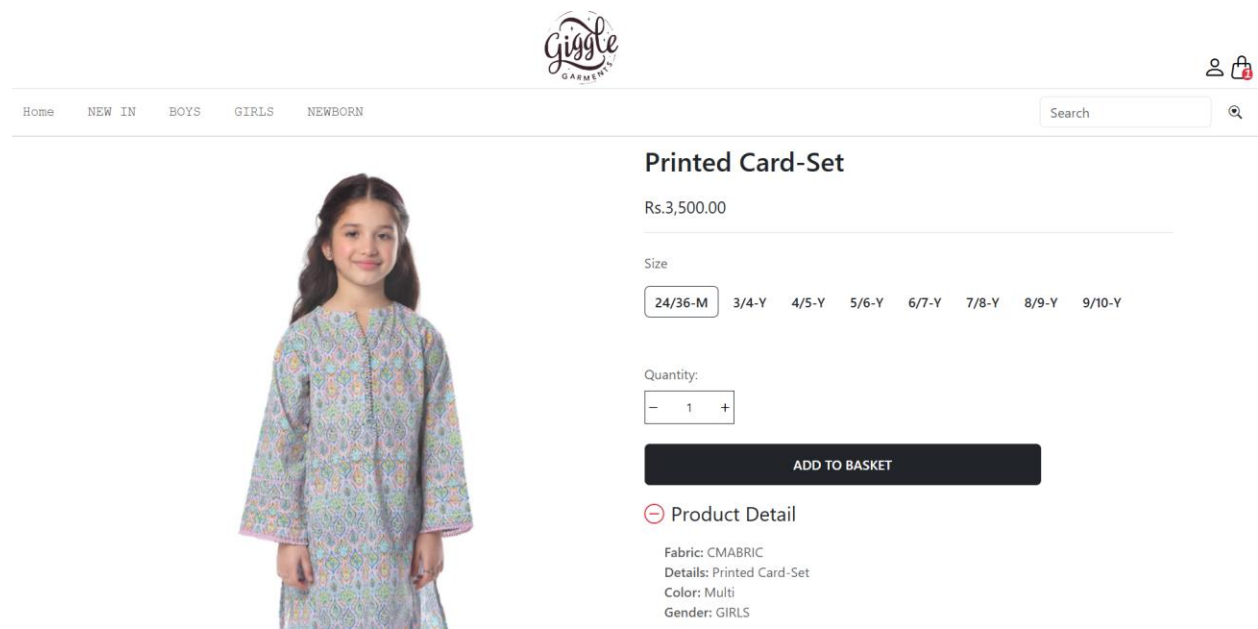 Giggle
GARMENTS
1
Home NEW IN BOYS GIRLS NEWBORN Search
Printed Card-Set
Rs.3,500.00
Size
24/36-M 3/4-Y 4/5-Y 5/6-Y 6/7-Y 7/8-Y 8/9-Y 9/10-Y
Quantity:
− 1 +
ADD TO BASKET
Product Detail
Fabric: CMABRIC
Details: Printed Card-Set
Color: Multi
Gender: GIRLS